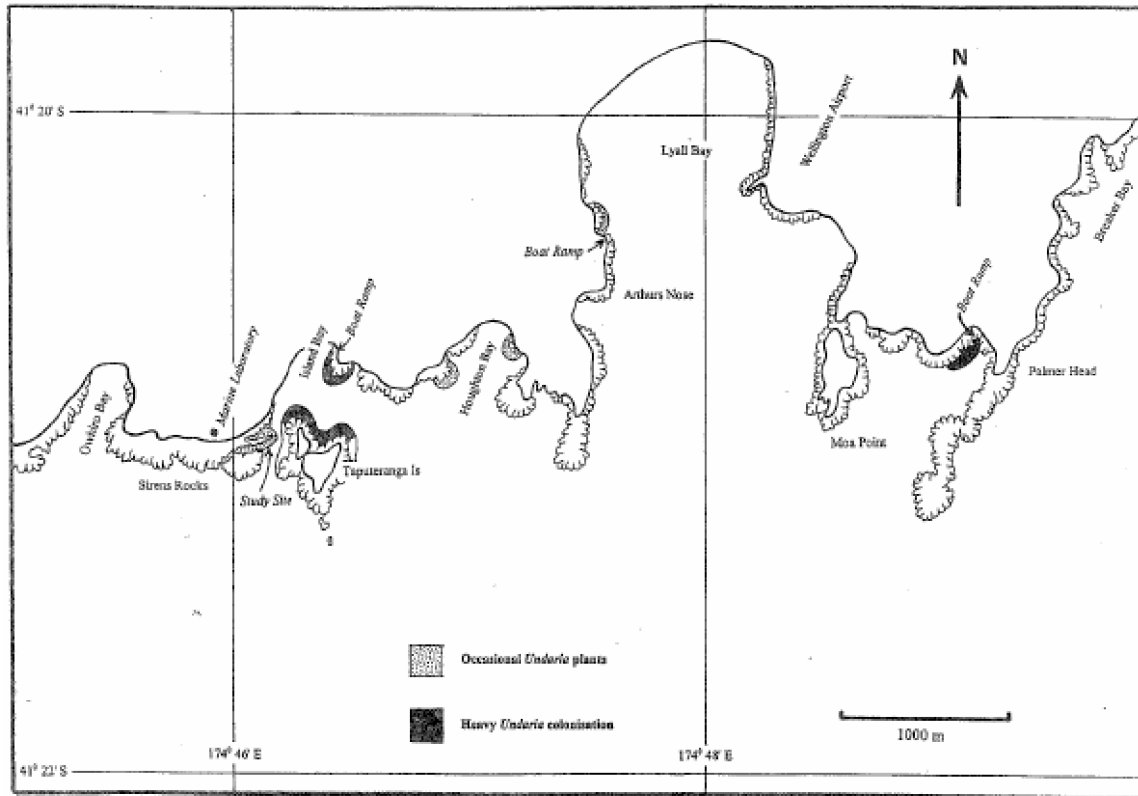 N
41° 20' S
Wellington Airport
Lyall Bay
Breaker Bay
Boat Ramp
Arthurs Nose
Boat Ramp
Boat Ramp
Island Bay
Marine Laboratory
Houghton Bay
Palmer Head
Owhiro Bay
Moa Point
Taputeranga Is
Sirens Rocks
Study Site
Occasional Undaria plants
Heavy Undaria colonisation
1000 m
174° 46' E
174° 48' E
41° 22' S